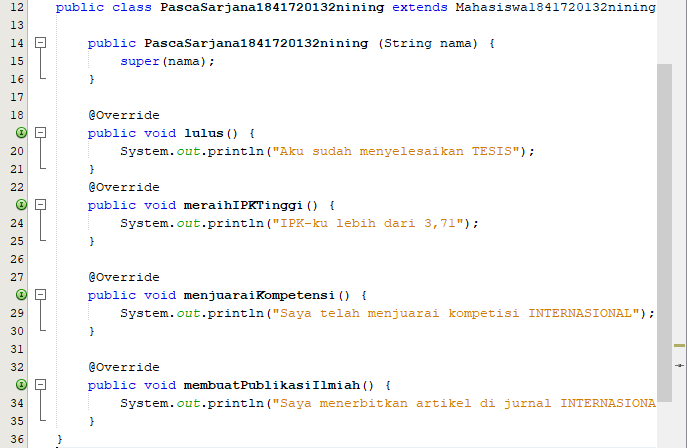 12 public class PascaSarjana1841720132nining extends Mahasiswa1841720132nining
13
14 public PascaSarjana1841720132nining (String nama) {
15 super(nama);
16 }
17
18 @Override
public void lulus() {
20 System.out.println("Aku sudah menyelesaikan TESIS");
21 }
22 @Override
public void meraihIPKTinggi() {
24 System.out.println("IPK-ku lebih dari 3,71");
25 }
26
27 @Override
public void menjuaraiKompetensi() {
29 System.out.println("Saya telah menjuarai kompetisi INTERNASIONAL");
30 }
31
32 @Override
public void membuatPublikasiIlmiah() {
34 System.out.println("Saya menerbitkan artikel di jurnal INTERNASIONA
35 }
36 }